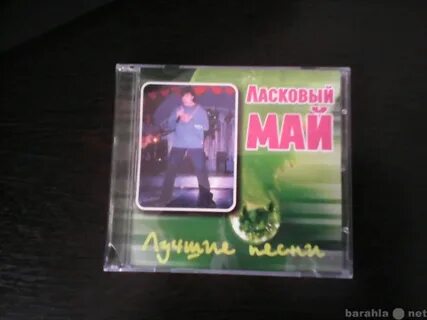 Ласковый
МАЙ
Лучшие песни
barahla.net